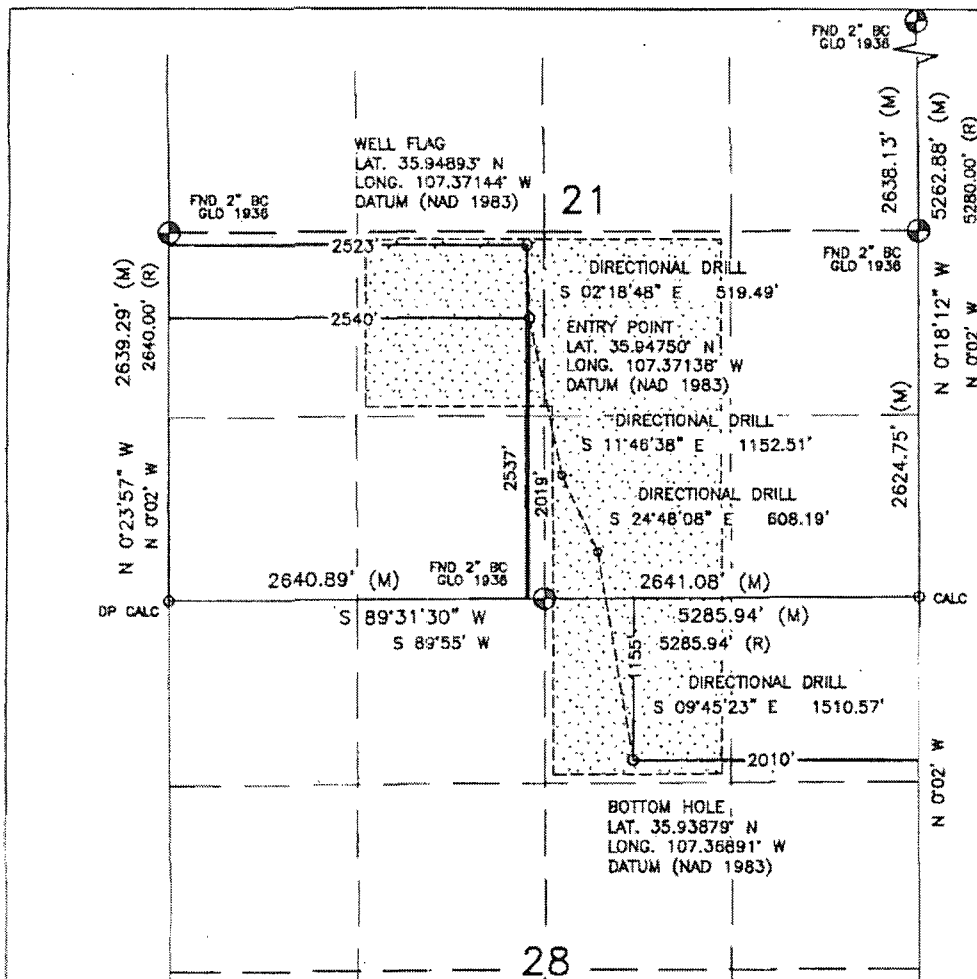 FND 2" BC
GLO 1936
2638.13' (M)
5262.88' (M)
5280.00' (R)
WELL FLAG
LAT. 35.94893° N
LONG. 107.37144° W
DATUM (NAD 1983)
21
FND 2" BC
GLO 1936
FND 2" BC
GLO 1936
2523'
DIRECTIONAL DRILL
S 02°18'48" E 519.49'
2540'
ENTRY POINT
LAT. 35.94750° N
LONG. 107.37138° W
DATUM (NAD 1983)
2639.29' (M)
2640.00' (R)
N 0°18'12" W
N 0°02' W
DIRECTIONAL DRILL
S 11°46'38" E 1152.51'
2624.75' (M)
2537'
2019'
DIRECTIONAL DRILL
S 24°48'08" E 608.19'
N 0°23'57" W
N 0°02' W
2640.89' (M)
FND 2" BC
GLO 1936
2641.08' (M)
DP CALC
CALC
S 89°31'30" W
5285.94' (M)
S 89°55' W
5285.94' (R)
DIRECTIONAL DRILL
S 09°45'23" E 1510.57'
2010'
N 0°02' W
BOTTOM HOLE
LAT. 35.93879° N
LONG. 107.36891° W
DATUM (NAD 1983)
28